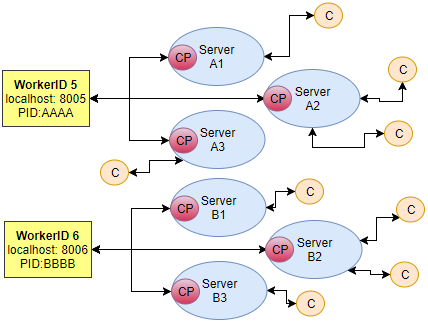 C
CP
Server
A1
C
WorkerID 5
localhost: 8005
PID:AAAA
CP
Server
A2
C
CP
Server
A3
C
CP
Server
B1
C
C
WorkerID 6
localhost: 8006
PID:BBBB
CP
Server
B2
C
CP
Server
B3
C